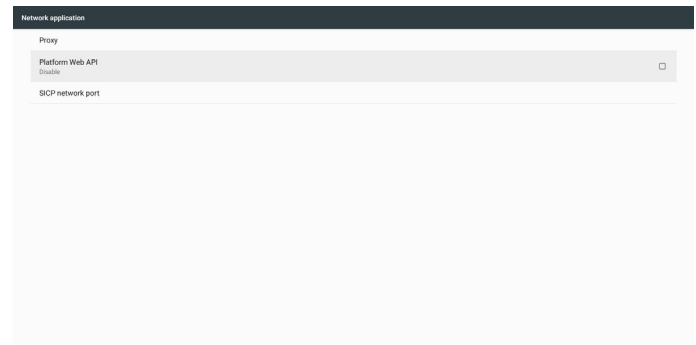 Network application
Proxy
Platform Web API
Disable
SICP network port